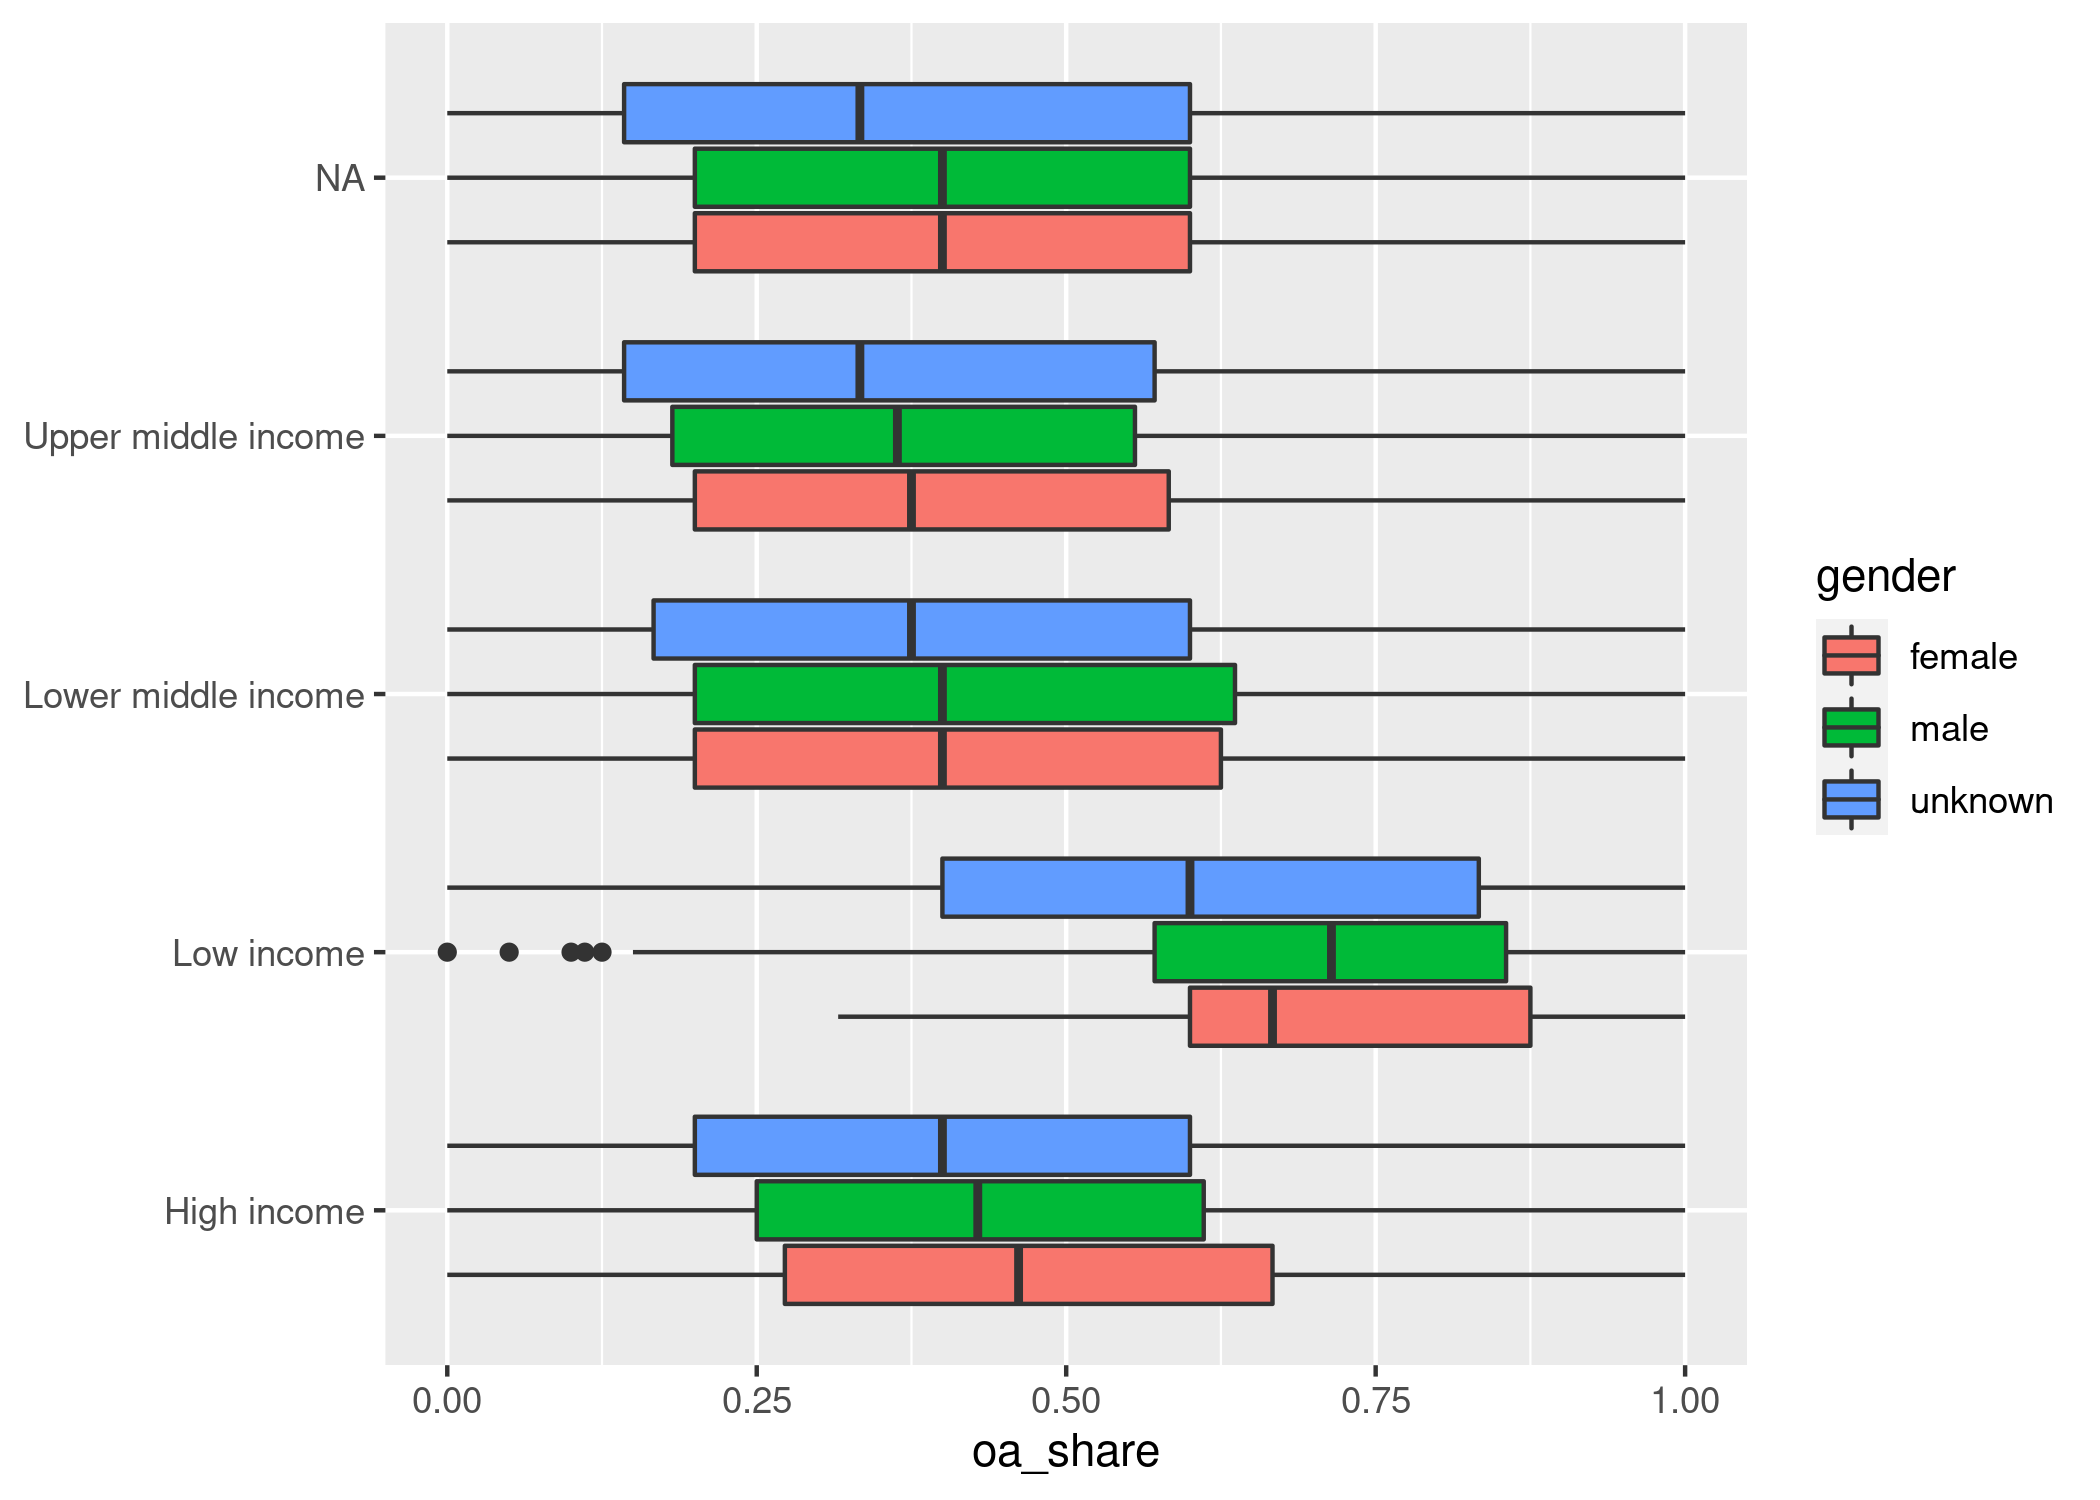 NA
Upper middle income
Lower middle income
Low income
High income
0.00 0.25 0.50 0.75 1.00
oa_share
gender
female
male
unknown